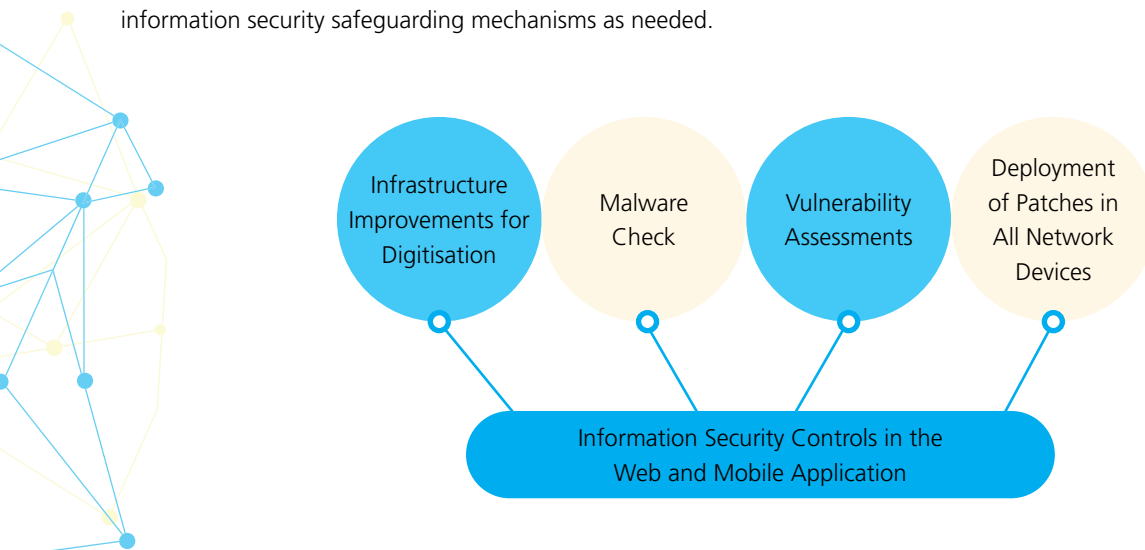 information security safeguarding mechanisms as needed.
Infrastructure
Improvements for
Digitisation
Malware
Check
Vulnerability
Assessments
Deployment
of Patches in
All Network
Devices
Information Security Controls in the
Web and Mobile Application